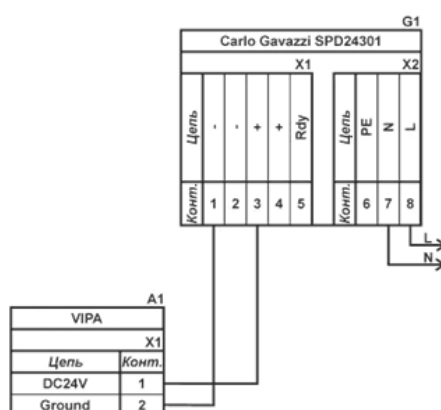 G1
Carlo Gavazzi SPD24301
X1 X2
Цепь - - + + Rdy Цепь PE N L
Конт. 1 2 3 4 5 Конт. 6 7 8
L
N
A1
VIPA
X1
Цепь Конт.
DC24V 1
Ground 2